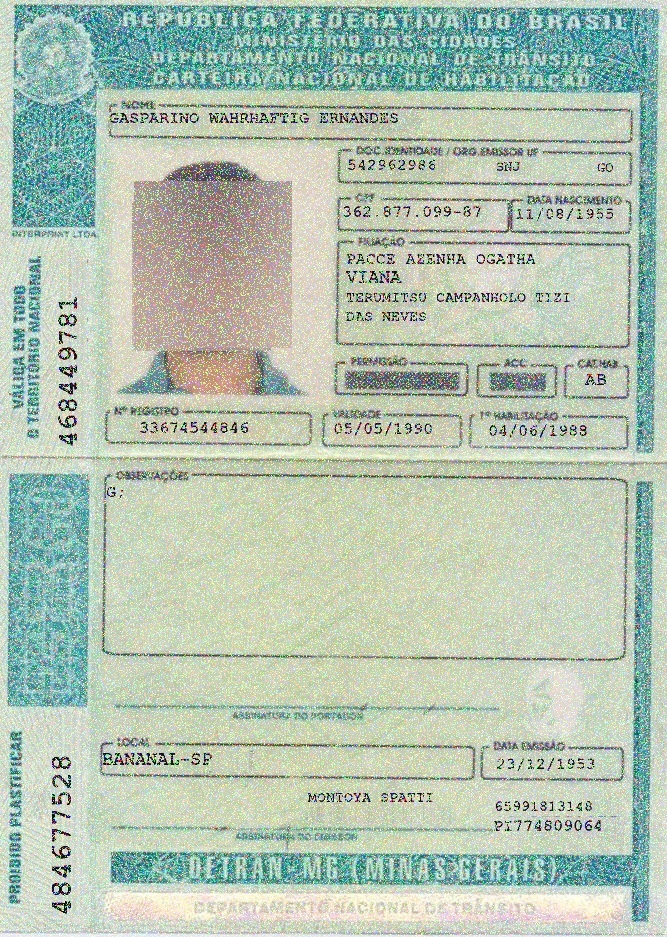 REPÚBLICA FEDERATIVA DO BRASIL
MINISTÉRIO DAS CIDADES
DEPARTAMENTO NACIONAL DE TRÂNSITO
CARTEIRA NACIONAL DE HABILITAÇÃO
NOME
GASPARINO WAHRHAFTIG ERNANDES
DOC. IDENTIDADE / ORG. EMISSOR UF
542962986 SNJ GO
CPF
362.877.099-87
DATA NASCIMENTO
11/08/1955
FILIAÇÃO
PACCE AZENHA OGATHA
VIANA
TERUMITSU CAMPANHOLO TIZI
DAS NEVES
PERMISSÃO
ACC
CAT.HAB.
AB
Nº REGISTRO
33674544846
VALIDADE
05/05/1990
1ª HABILITAÇÃO
04/06/1988
INTERPRINT LTDA.
VÁLIDA EM TODO
O TERRITÓRIO NACIONAL
468449781
OBSERVAÇÕES
G;
ASSINATURA DO PORTADOR
LOCAL
BANANAL-SP
DATA EMISSÃO
23/12/1953
MONTOYA SPATTI
65991813148
PI774809064
ASSINATURA DO EMISSOR
PROIBIDO PLASTIFICAR
484677528
DETRAN-MG (MINAS GERAIS)
DEPARTAMENTO NACIONAL DE TRÂNSITO